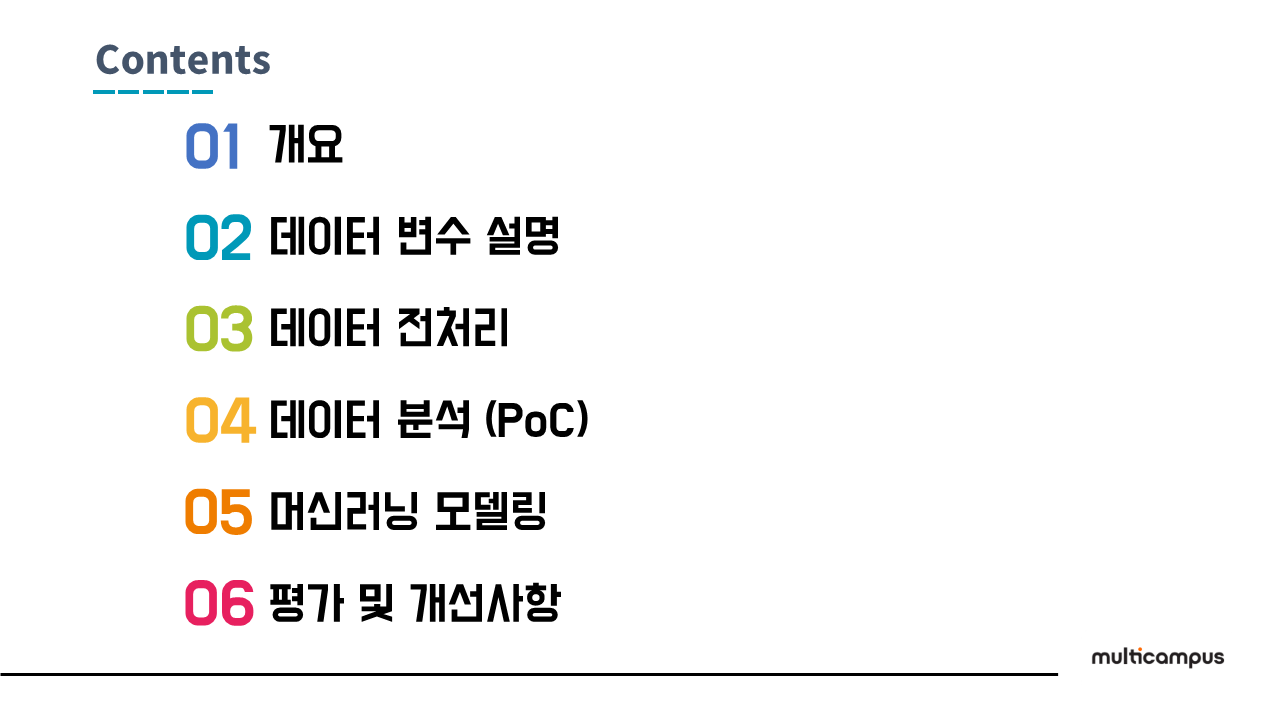 Contents
01 개요
02 데이터 변수 설명
03 데이터 전처리
04 데이터 분석 (PoC)
05 머신러닝 모델링
06 평가 및 개선사항
multicampus